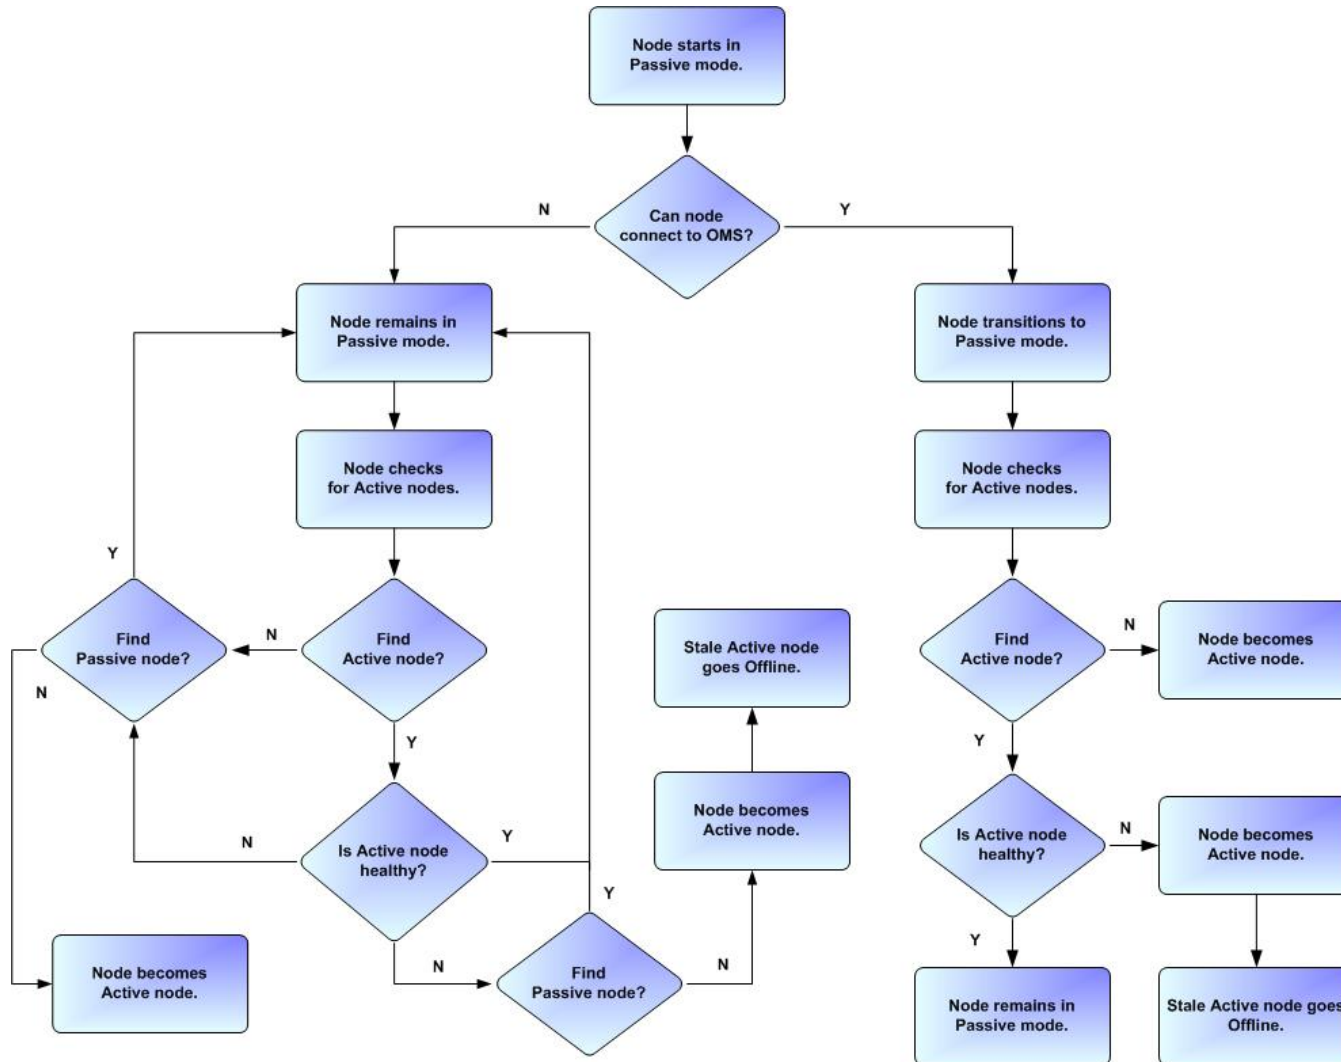 Node starts in
Passive mode.
Can node
connect to OMS?
N
Y
Node remains in
Passive mode.
Node transitions to
Passive mode.
Node checks
for Active nodes.
Node checks
for Active nodes.
Y
Find
Passive node?
N
Find
Active node?
N
Y
Stale Active node
goes Offline.
Find
Active node?
N
Node becomes
Active node.
Y
Is Active node
healthy?
N
Y
Y
Node becomes
Active node.
Is Active node
healthy?
N
Node becomes
Active node.
Y
Node becomes
Active node.
N
Find
Passive node?
N
Node remains in
Passive mode.
Stale Active node goes
Offline.